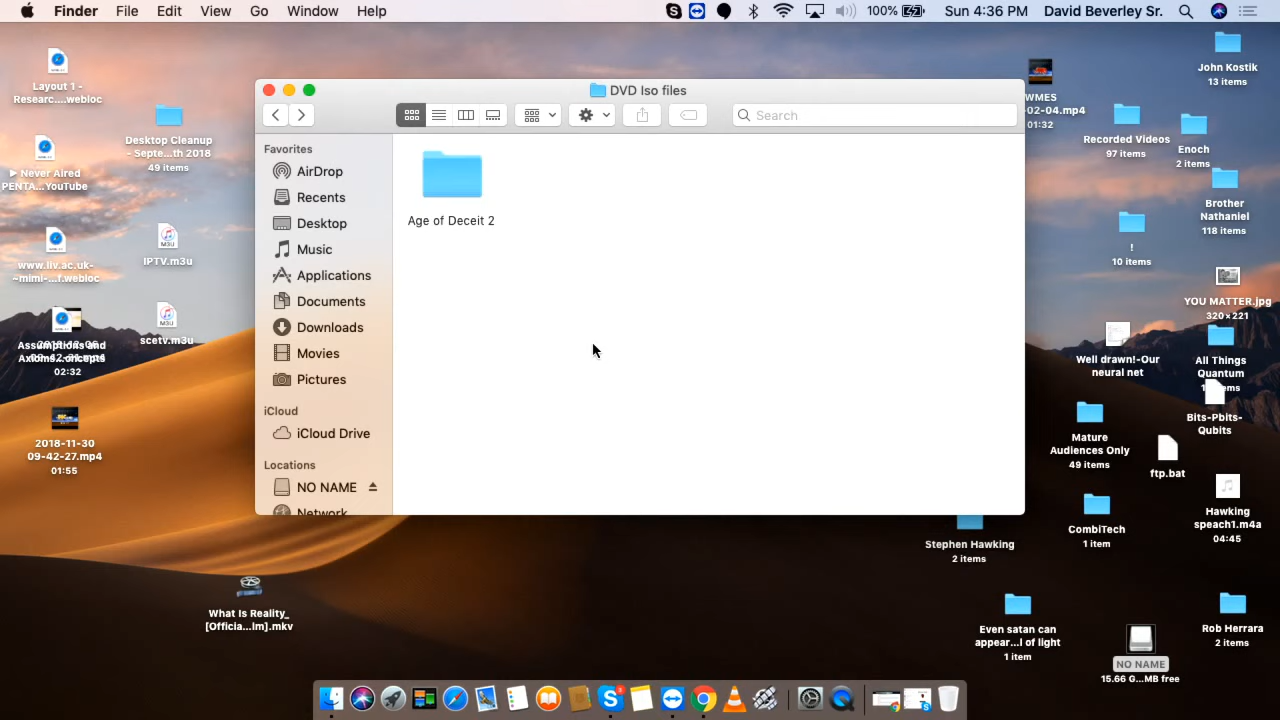 Finder File Edit View Go Window Help
100% Sun 4:36 PM David Beverley Sr.
DVD Iso files
Search
Favorites
AirDrop
Recents
Desktop
Music
Applications
Documents
Downloads
Movies
Pictures
iCloud
iCloud Drive
Locations
NO NAME
Network
Age of Deceit 2
Layout 1 -
Researc....webloc
▶ Never Aired
PENTA...YouTube
www.liv.ac.uk-
~mimi-...f.webloc
02:32
2018-11-30
09-42-27.mp4
01:55
Desktop Cleanup
- Septe...th 2018
49 items
IPTV.m3u
scetv.m3u
What Is Reality_
[Officia...lm].mkv
WMES
02-04.mp4
01:32
Recorded Videos
97 items
!
10 items
Well drawn!-Our
neural net
Mature
Audiences Only
49 items
CombiTech
1 item
Stephen Hawking
2 items
Even satan can
appear...l of light
1 item
NO NAME
15.66 G...MB free
John Kostik
13 items
Enoch
2 items
Brother
Nathaniel
118 items
YOU MATTER.jpg
320×221
All Things
Quantum
Bits-Pbits-
Qubits
ftp.bat
Hawking
speach1.m4a
04:45
Rob Herrara
2 items